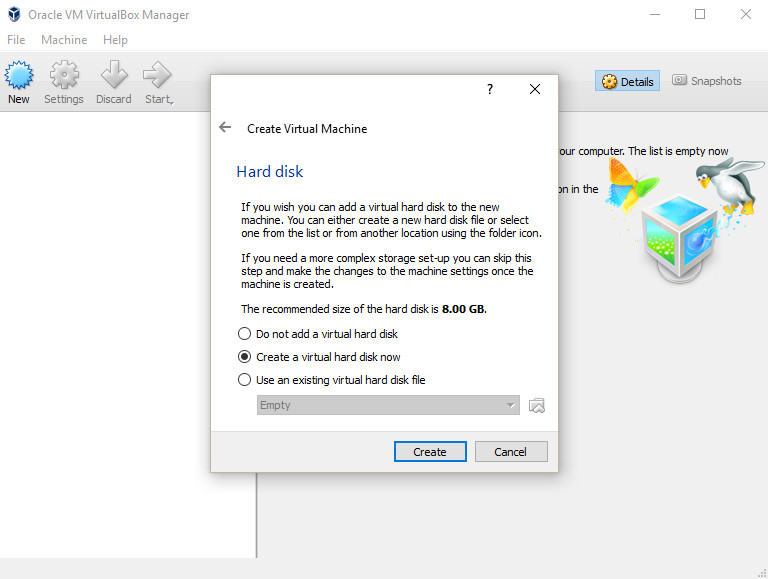 Oracle VM VirtualBox Manager
File Machine Help
New Settings Discard Start
Details Snapshots
our computer. The list is empty now
on in the
?
Create Virtual Machine
Hard disk
If you wish you can add a virtual hard disk to the new
machine. You can either create a new hard disk file or select
one from the list or from another location using the folder icon.
If you need a more complex storage set-up you can skip this
step and make the changes to the machine settings once the
machine is created.
The recommended size of the hard disk is 8.00 GB.
Do not add a virtual hard disk
Create a virtual hard disk now
Use an existing virtual hard disk file
Empty
Create Cancel